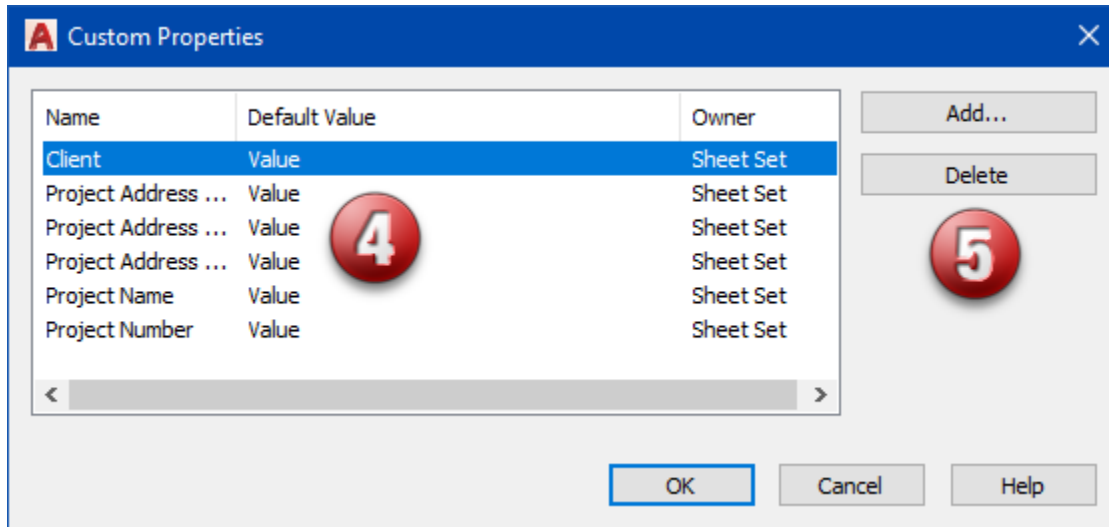 Custom Properties
Name Default Value Owner
Client Value Sheet Set
Project Address ... Value Sheet Set
Project Address ... Value Sheet Set
Project Address ... Value Sheet Set
Project Name Value Sheet Set
Project Number Value Sheet Set
4
Add...
Delete
5
OK Cancel Help